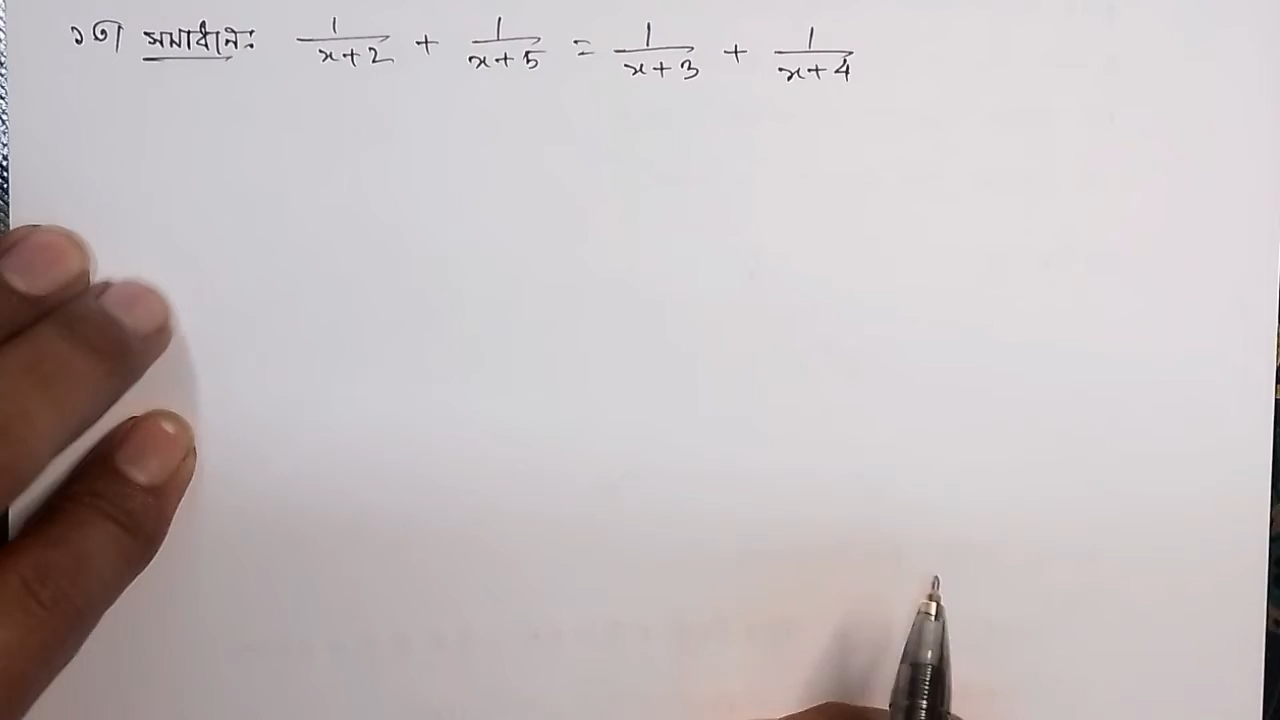 ১৩। সমাধানঃ 1/(x+2) + 1/(x+5) = 1/(x+3) + 1/(x+4)